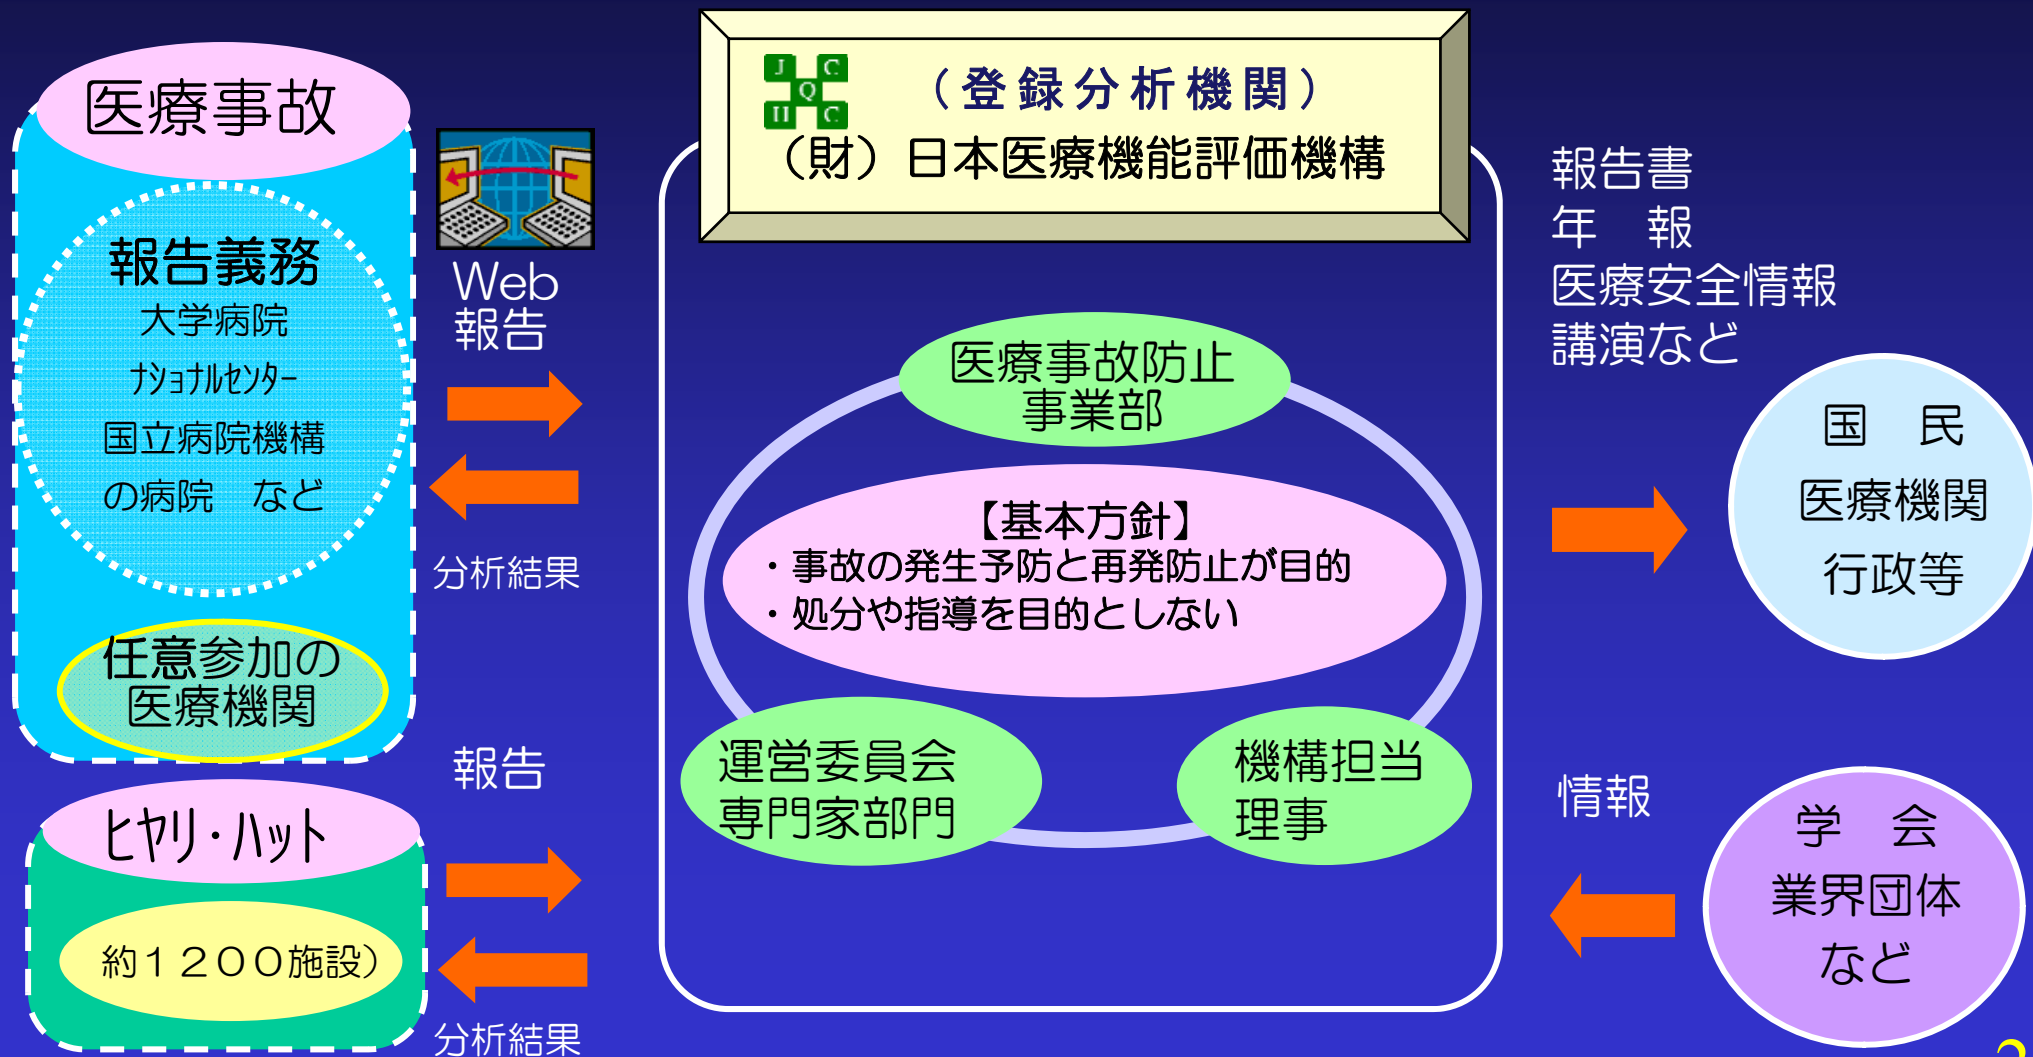 医療事故
報告義務
大学病院
ﾅｼｮﾅﾙｾﾝﾀｰ
国立病院機構
の病院　など
任意参加の
医療機関
ヒヤリ・ハット
約１２００施設）
Web
報告
分析結果
報告
分析結果
J C
Q
H C
（登録分析機関）
（財）日本医療機能評価機構
医療事故防止
事業部
【基本方針】
・事故の発生予防と再発防止が目的
・処分や指導を目的としない
運営委員会
専門家部門
機構担当
理事
報告書
年　報
医療安全情報
講演など
国　民
医療機関
行政等
情報
学　会
業界団体
など